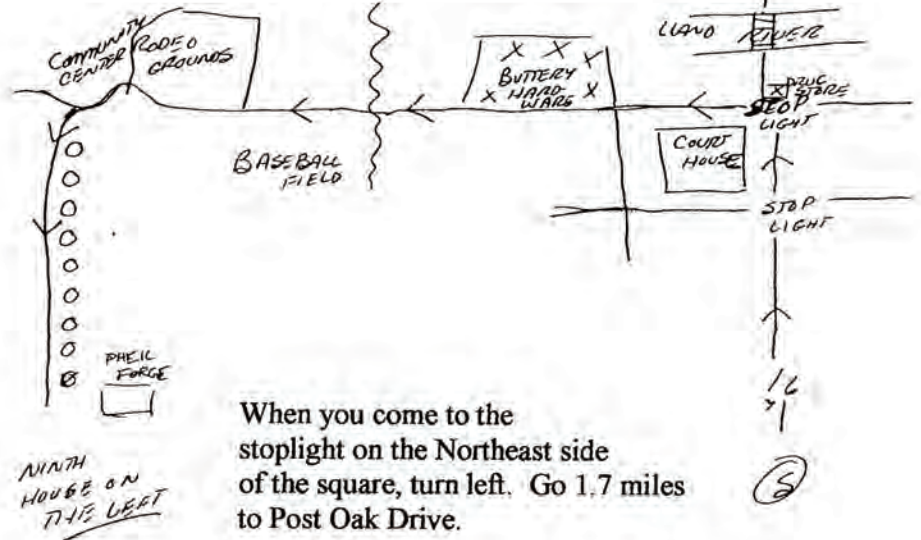 COMMUNITY
CENTER
RODEO
GROUNDS
BUTTERY
HARD
WARS
LLANO
RIVER
DRUG
STORE
STOP
LIGHT
BASEBALL
FIELD
COURT
HOUSE
STOP
LIGHT
PHEIL
FORGE
16
NINTH
HOUSE ON
THE LEFT
S
When you come to the
stoplight on the Northeast side
of the square, turn left. Go 1.7 miles
to Post Oak Drive.